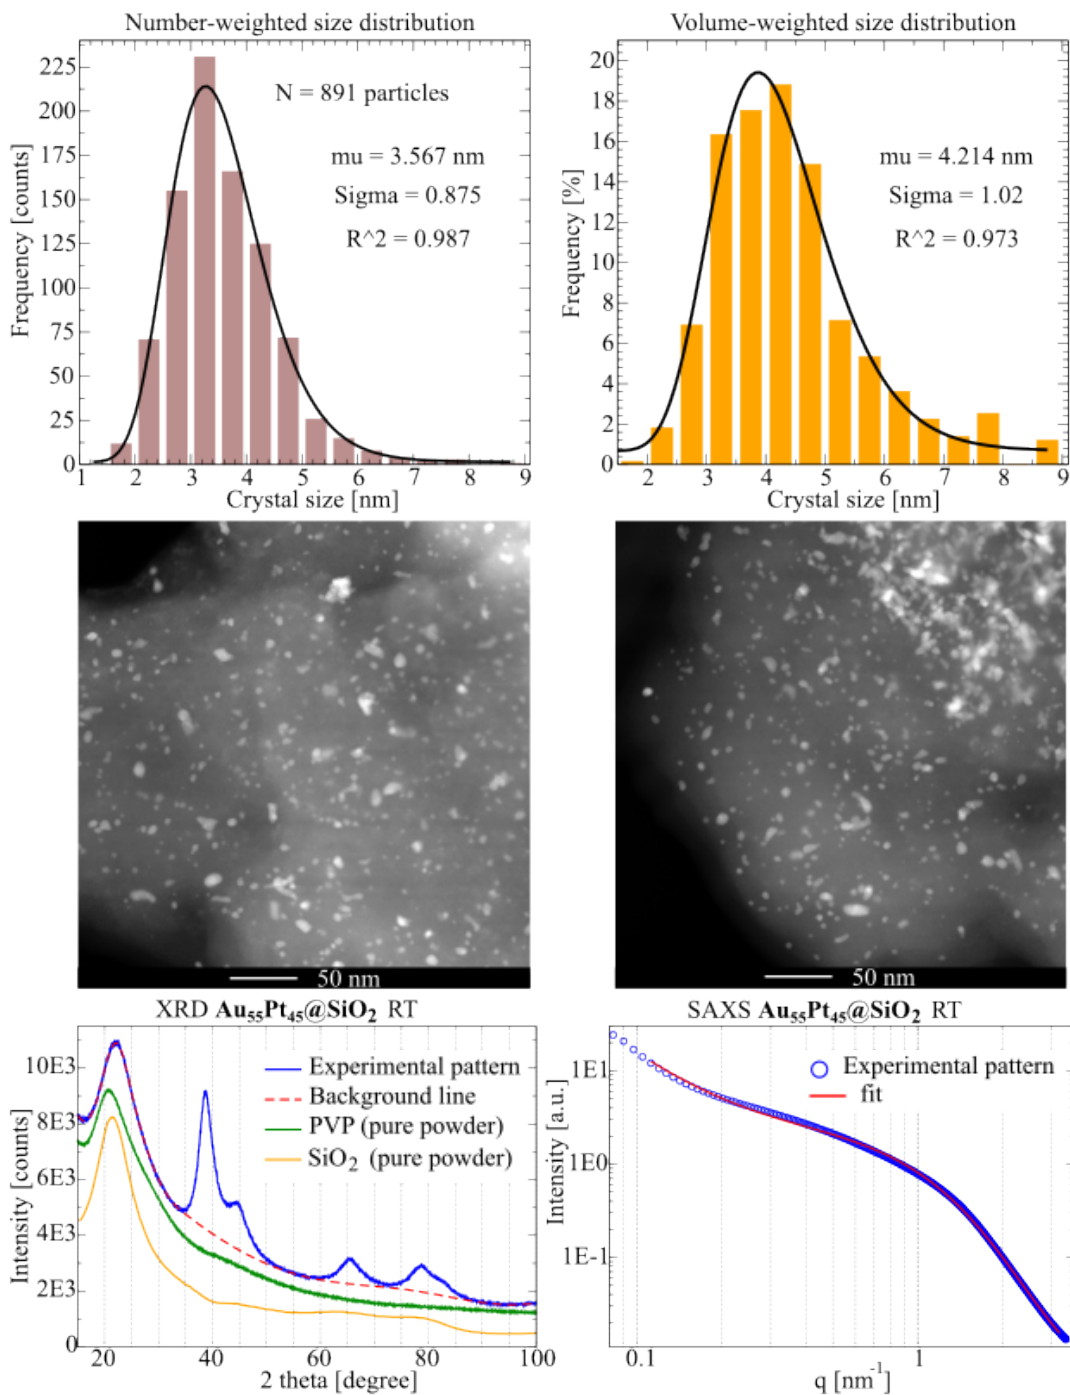 Number-weighted size distribution
Volume-weighted size distribution
Frequency [counts]
225
200
175
150
125
100
75
50
25
0
N = 891 particles
mu = 3.567 nm
Sigma = 0.875
R^2 = 0.987
1 2 3 4 5 6 7 8 9
Crystal size [nm]
Frequency [%]
20
18
16
14
12
10
8
6
4
2
0
mu = 4.214 nm
Sigma = 1.02
R^2 = 0.973
2 3 4 5 6 7 8 9
Crystal size [nm]
50 nm
50 nm
XRD Au₅₅Pt₄₅@SiO₂ RT
SAXS Au₅₅Pt₄₅@SiO₂ RT
Intensity [counts]
10E3
8E3
6E3
4E3
2E3
0
Experimental pattern
Background line
PVP (pure powder)
SiO₂ (pure powder)
20 40 60 80 100
2 theta [degree]
Intensity [a.u.]
1E1
1E0
1E-1
Experimental pattern
fit
0.1 1
q [nm⁻¹]